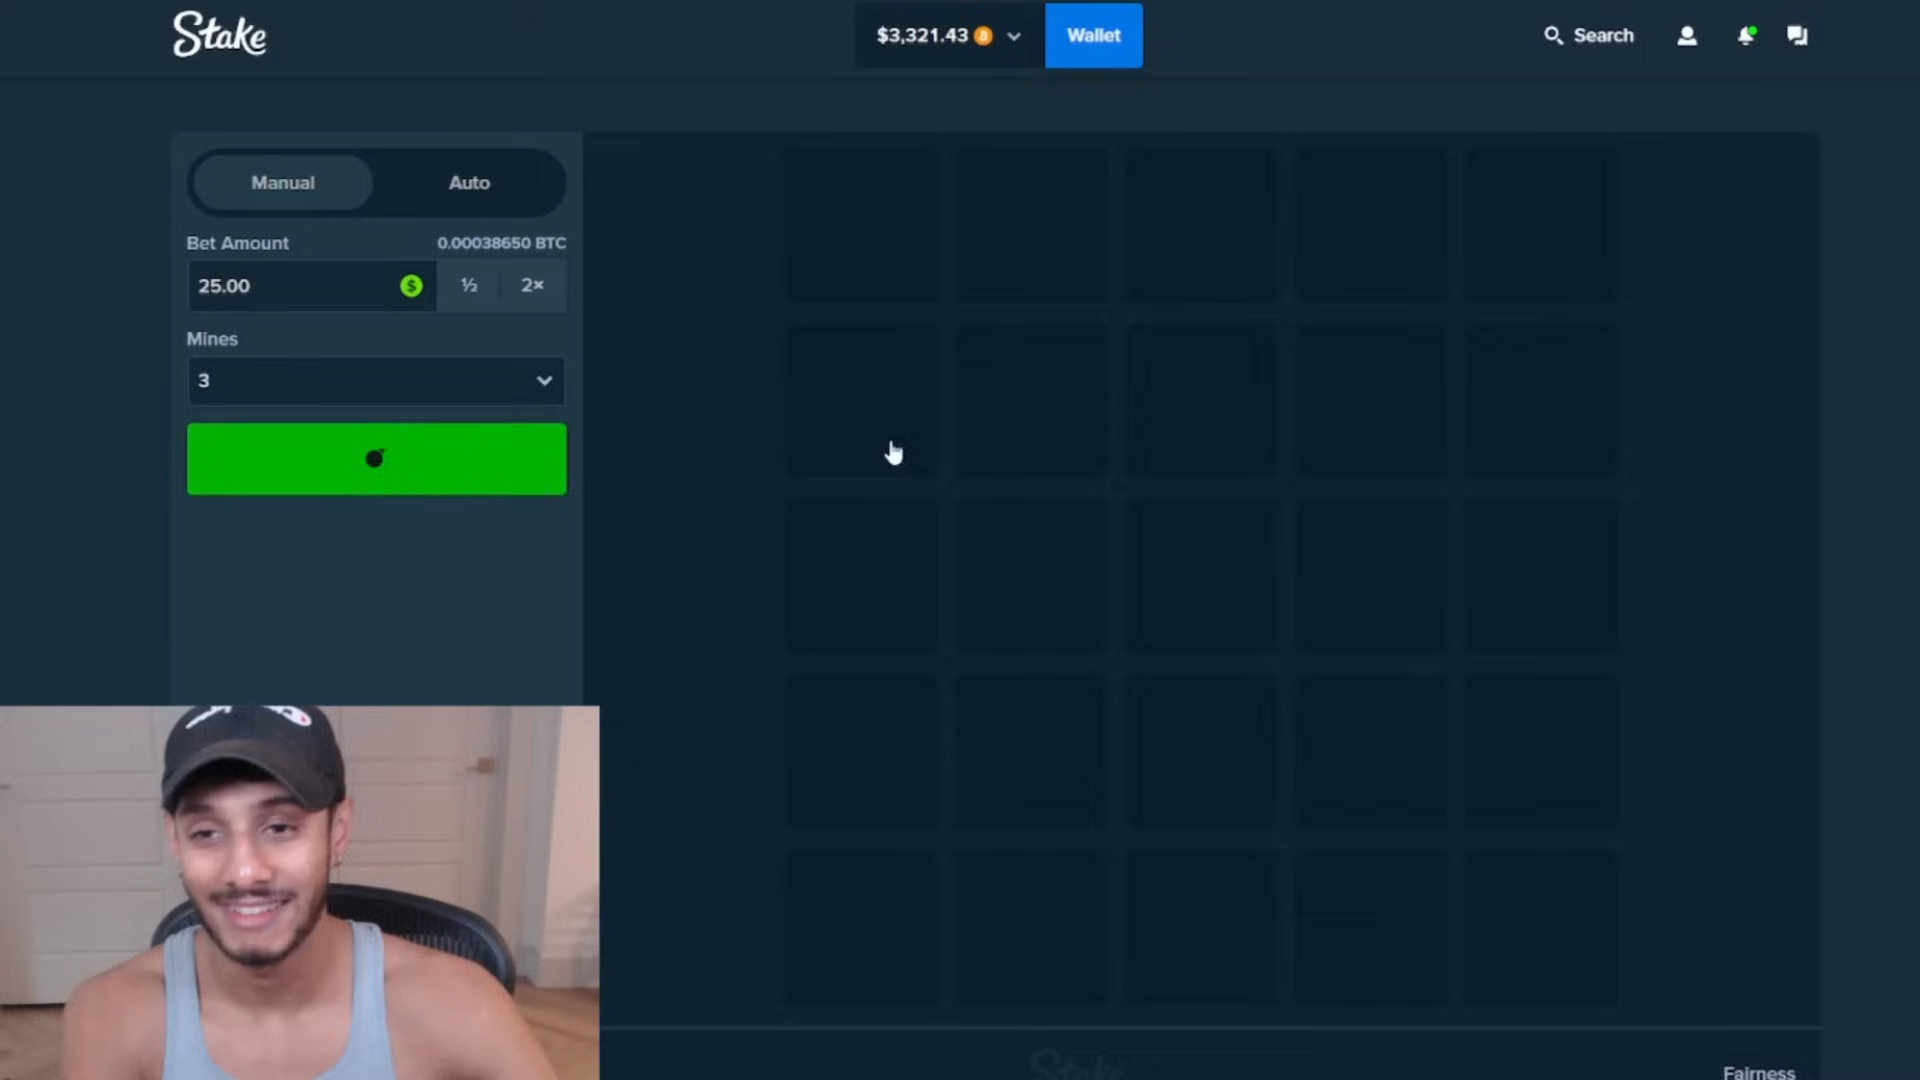 Stake
$3,321.43
Wallet
Search
Manual
Auto
Bet Amount
0.00038650 BTC
25.00
$
½
2×
Mines
3
Stake
Fairness